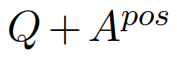 Q + A^{pos}